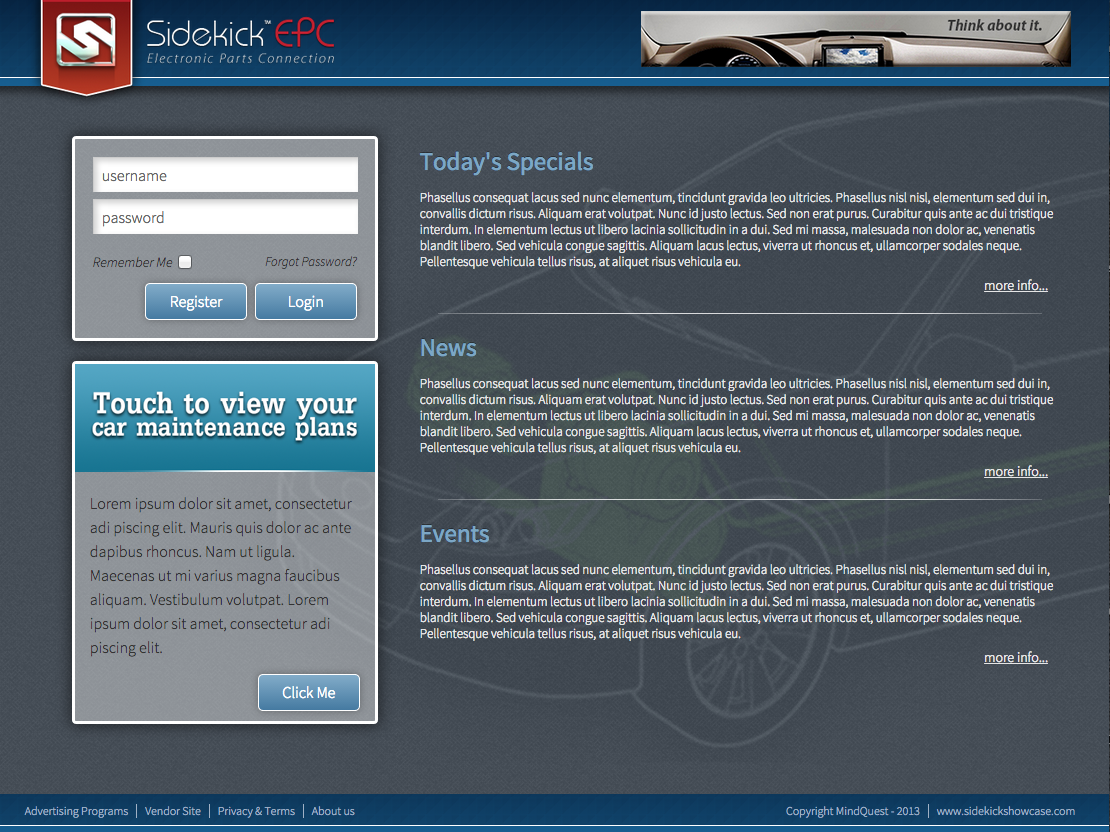 Sidekick™ EPC
Electronic Parts Connection
Think about it.
username
password
Remember Me
Forgot Password?
Register
Login
Touch to view your
car maintenance plans
Lorem ipsum dolor sit amet, consectetur
adi piscing elit. Mauris quis dolor ac ante
dapibus rhoncus. Nam ut ligula.
Maecenas ut mi varius magna faucibus
aliquam. Vestibulum volutpat. Lorem
ipsum dolor sit amet, consectetur adi
piscing elit.
Click Me
Today's Specials
Phasellus consequat lacus sed nunc elementum, tincidunt gravida leo ultricies. Phasellus nisl nisl, elementum sed dui in,
convallis dictum risus. Aliquam erat volutpat. Nunc id justo lectus. Sed non erat purus. Curabitur quis ante ac dui tristique
interdum. In elementum lectus ut libero lacinia sollicitudin in a dui. Sed mi massa, malesuada non dolor ac, venenatis
blandit libero. Sed vehicula congue sagittis. Aliquam lacus lectus, viverra ut rhoncus et, ullamcorper sodales neque.
Pellentesque vehicula tellus risus, at aliquet risus vehicula eu.
more info...
News
Phasellus consequat lacus sed nunc elementum, tincidunt gravida leo ultricies. Phasellus nisl nisl, elementum sed dui in,
convallis dictum risus. Aliquam erat volutpat. Nunc id justo lectus. Sed non erat purus. Curabitur quis ante ac dui tristique
interdum. In elementum lectus ut libero lacinia sollicitudin in a dui. Sed mi massa, malesuada non dolor ac, venenatis
blandit libero. Sed vehicula congue sagittis. Aliquam lacus lectus, viverra ut rhoncus et, ullamcorper sodales neque.
Pellentesque vehicula tellus risus, at aliquet risus vehicula eu.
more info...
Events
Phasellus consequat lacus sed nunc elementum, tincidunt gravida leo ultricies. Phasellus nisl nisl, elementum sed dui in,
convallis dictum risus. Aliquam erat volutpat. Nunc id justo lectus. Sed non erat purus. Curabitur quis ante ac dui tristique
interdum. In elementum lectus ut libero lacinia sollicitudin in a dui. Sed mi massa, malesuada non dolor ac, venenatis
blandit libero. Sed vehicula congue sagittis. Aliquam lacus lectus, viverra ut rhoncus et, ullamcorper sodales neque.
Pellentesque vehicula tellus risus, at aliquet risus vehicula eu.
more info...
Advertising Programs | Vendor Site | Privacy & Terms | About us
Copyright MindQuest - 2013 | www.sidekickshowcase.com